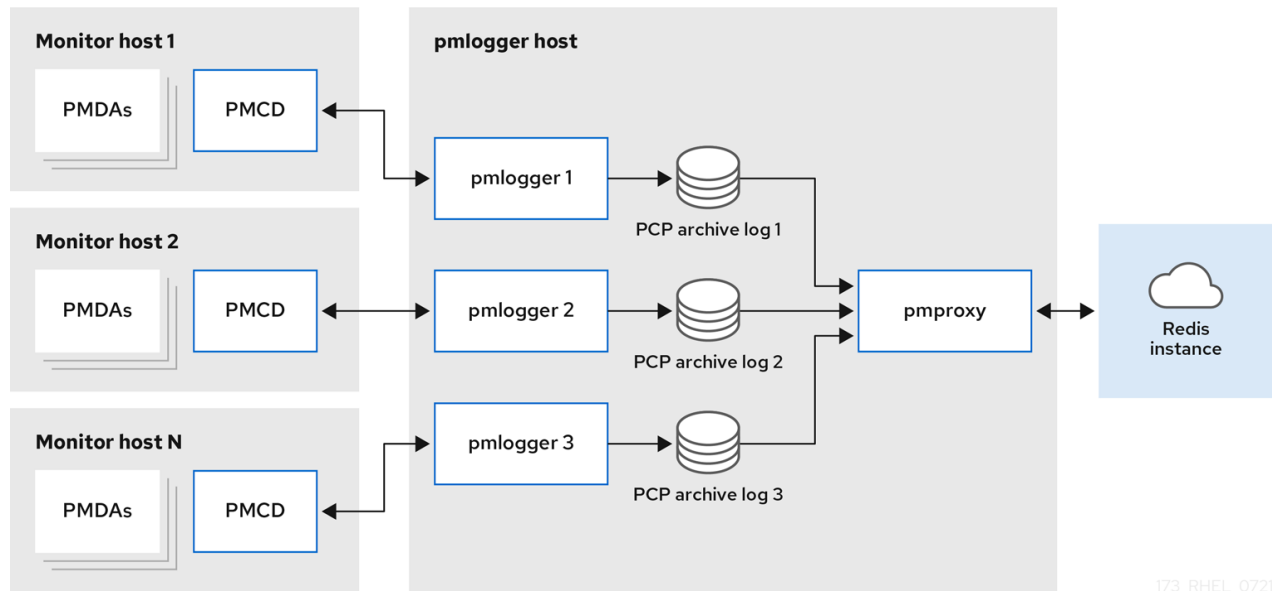 Monitor host 1
PMDAs
PMCD
Monitor host 2
PMDAs
PMCD
Monitor host N
PMDAs
PMCD
pmlogger host
pmlogger 1
PCP archive log 1
pmlogger 2
PCP archive log 2
pmlogger 3
PCP archive log 3
pmproxy
Redis
instance
173_RHEL_0721